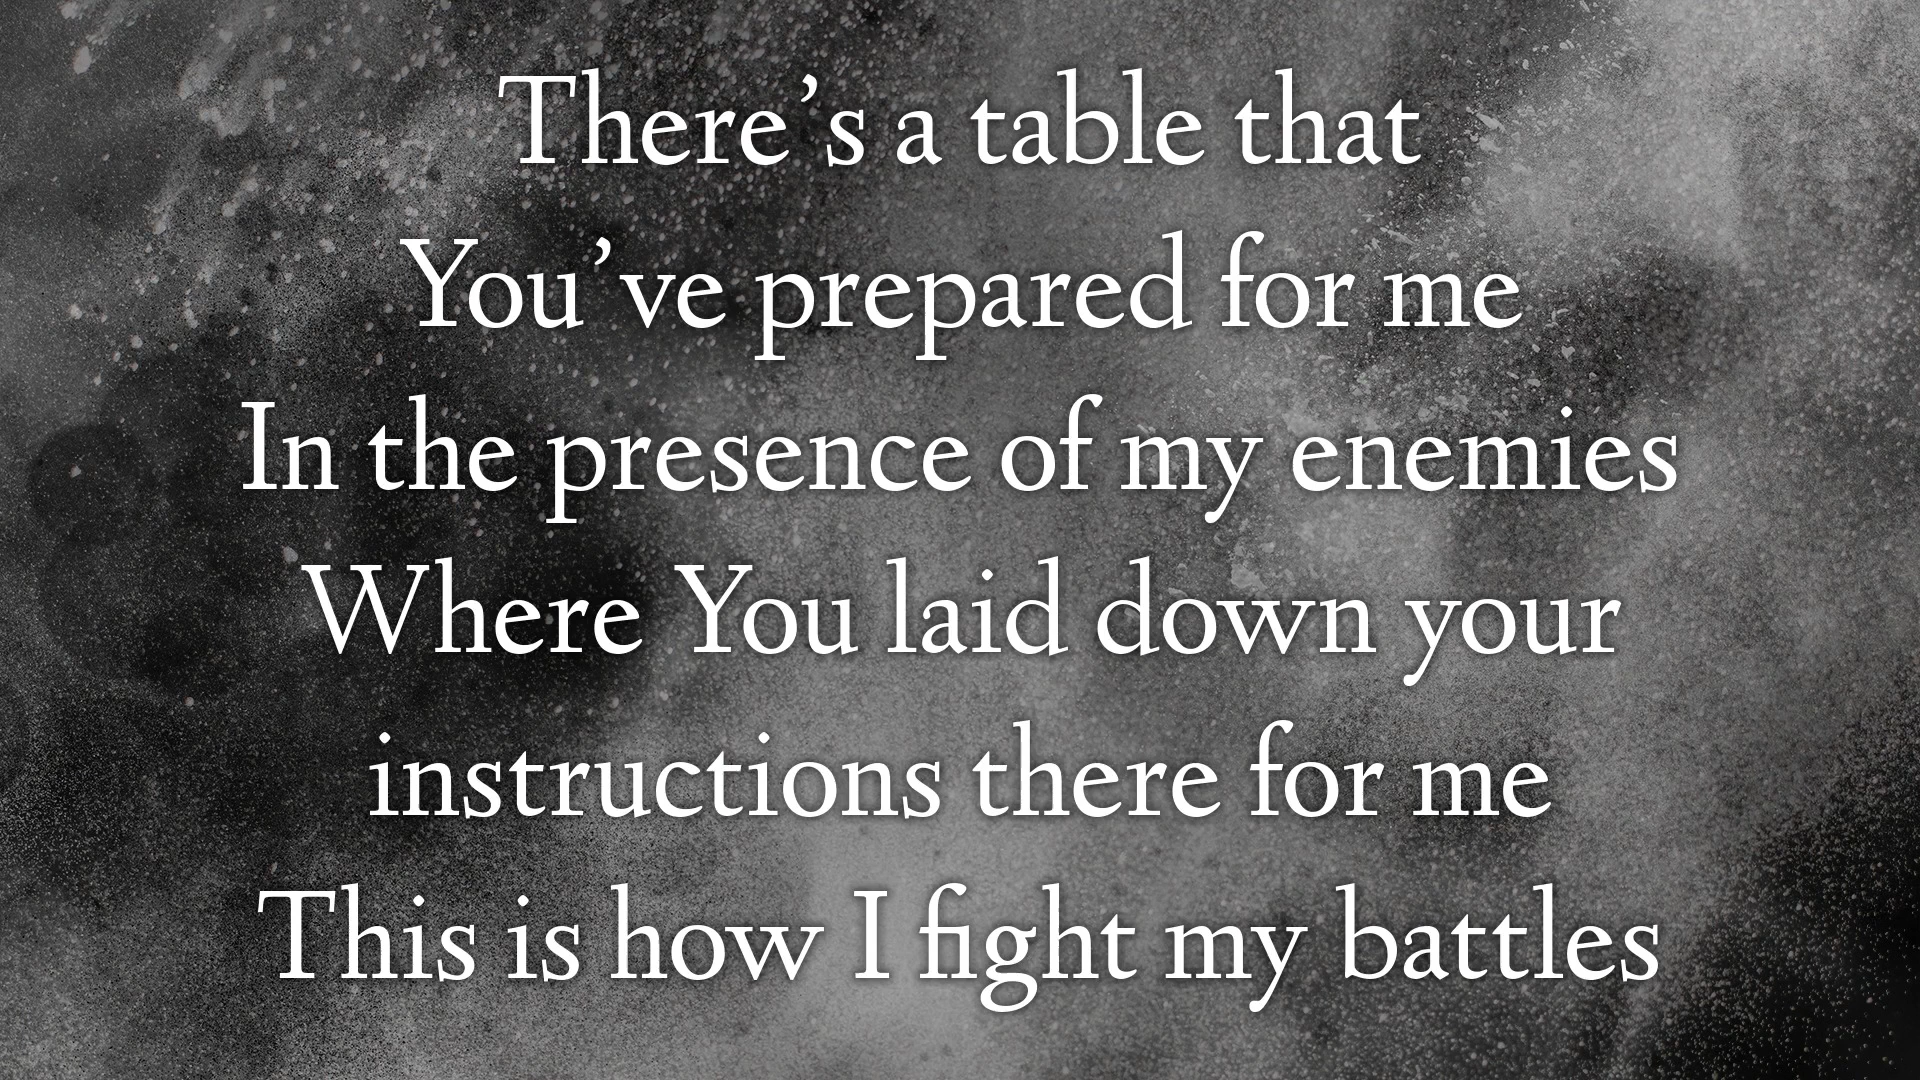 There’s a table that
You’ve prepared for me
In the presence of my enemies
Where You laid down your
instructions there for me
This is how I fight my battles